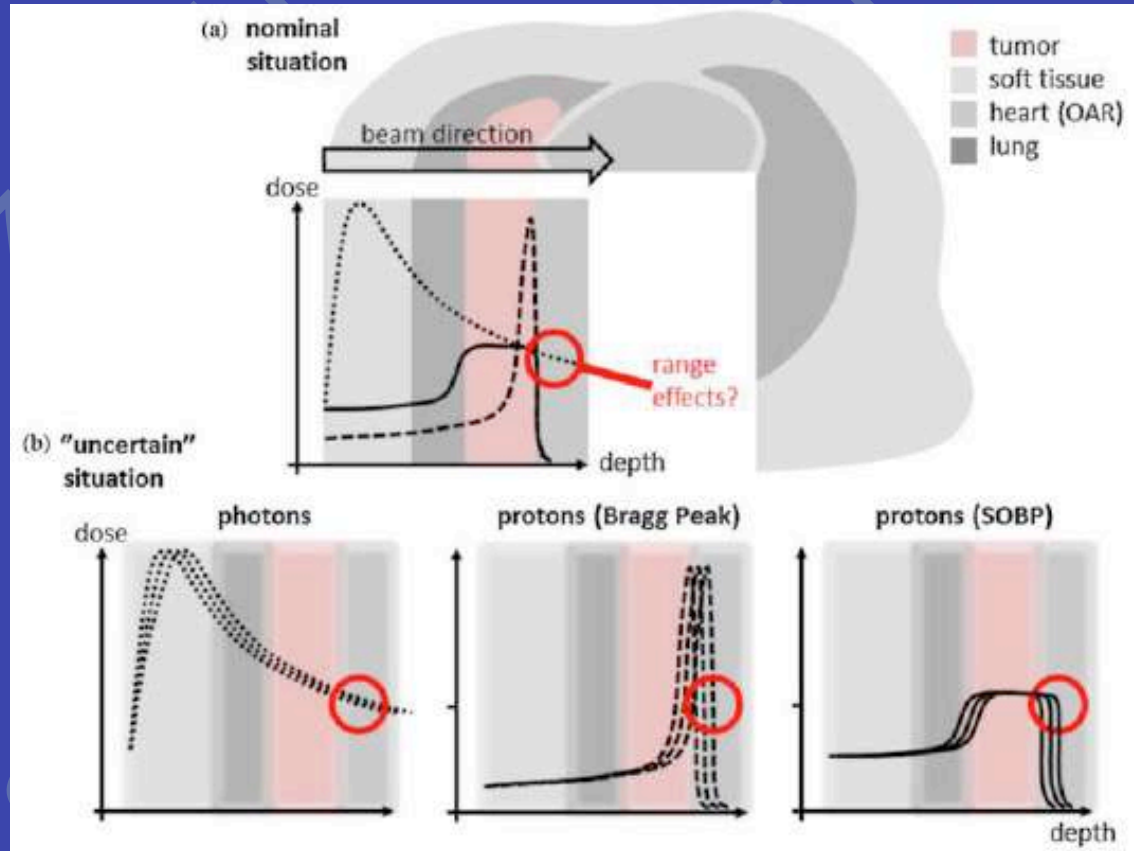 (a) nominal
situation
tumor
soft tissue
heart (OAR)
lung
beam direction
dose
range
effects?
depth
(b) "uncertain"
situation
photons
protons (Bragg Peak)
protons (SOBP)
dose
depth